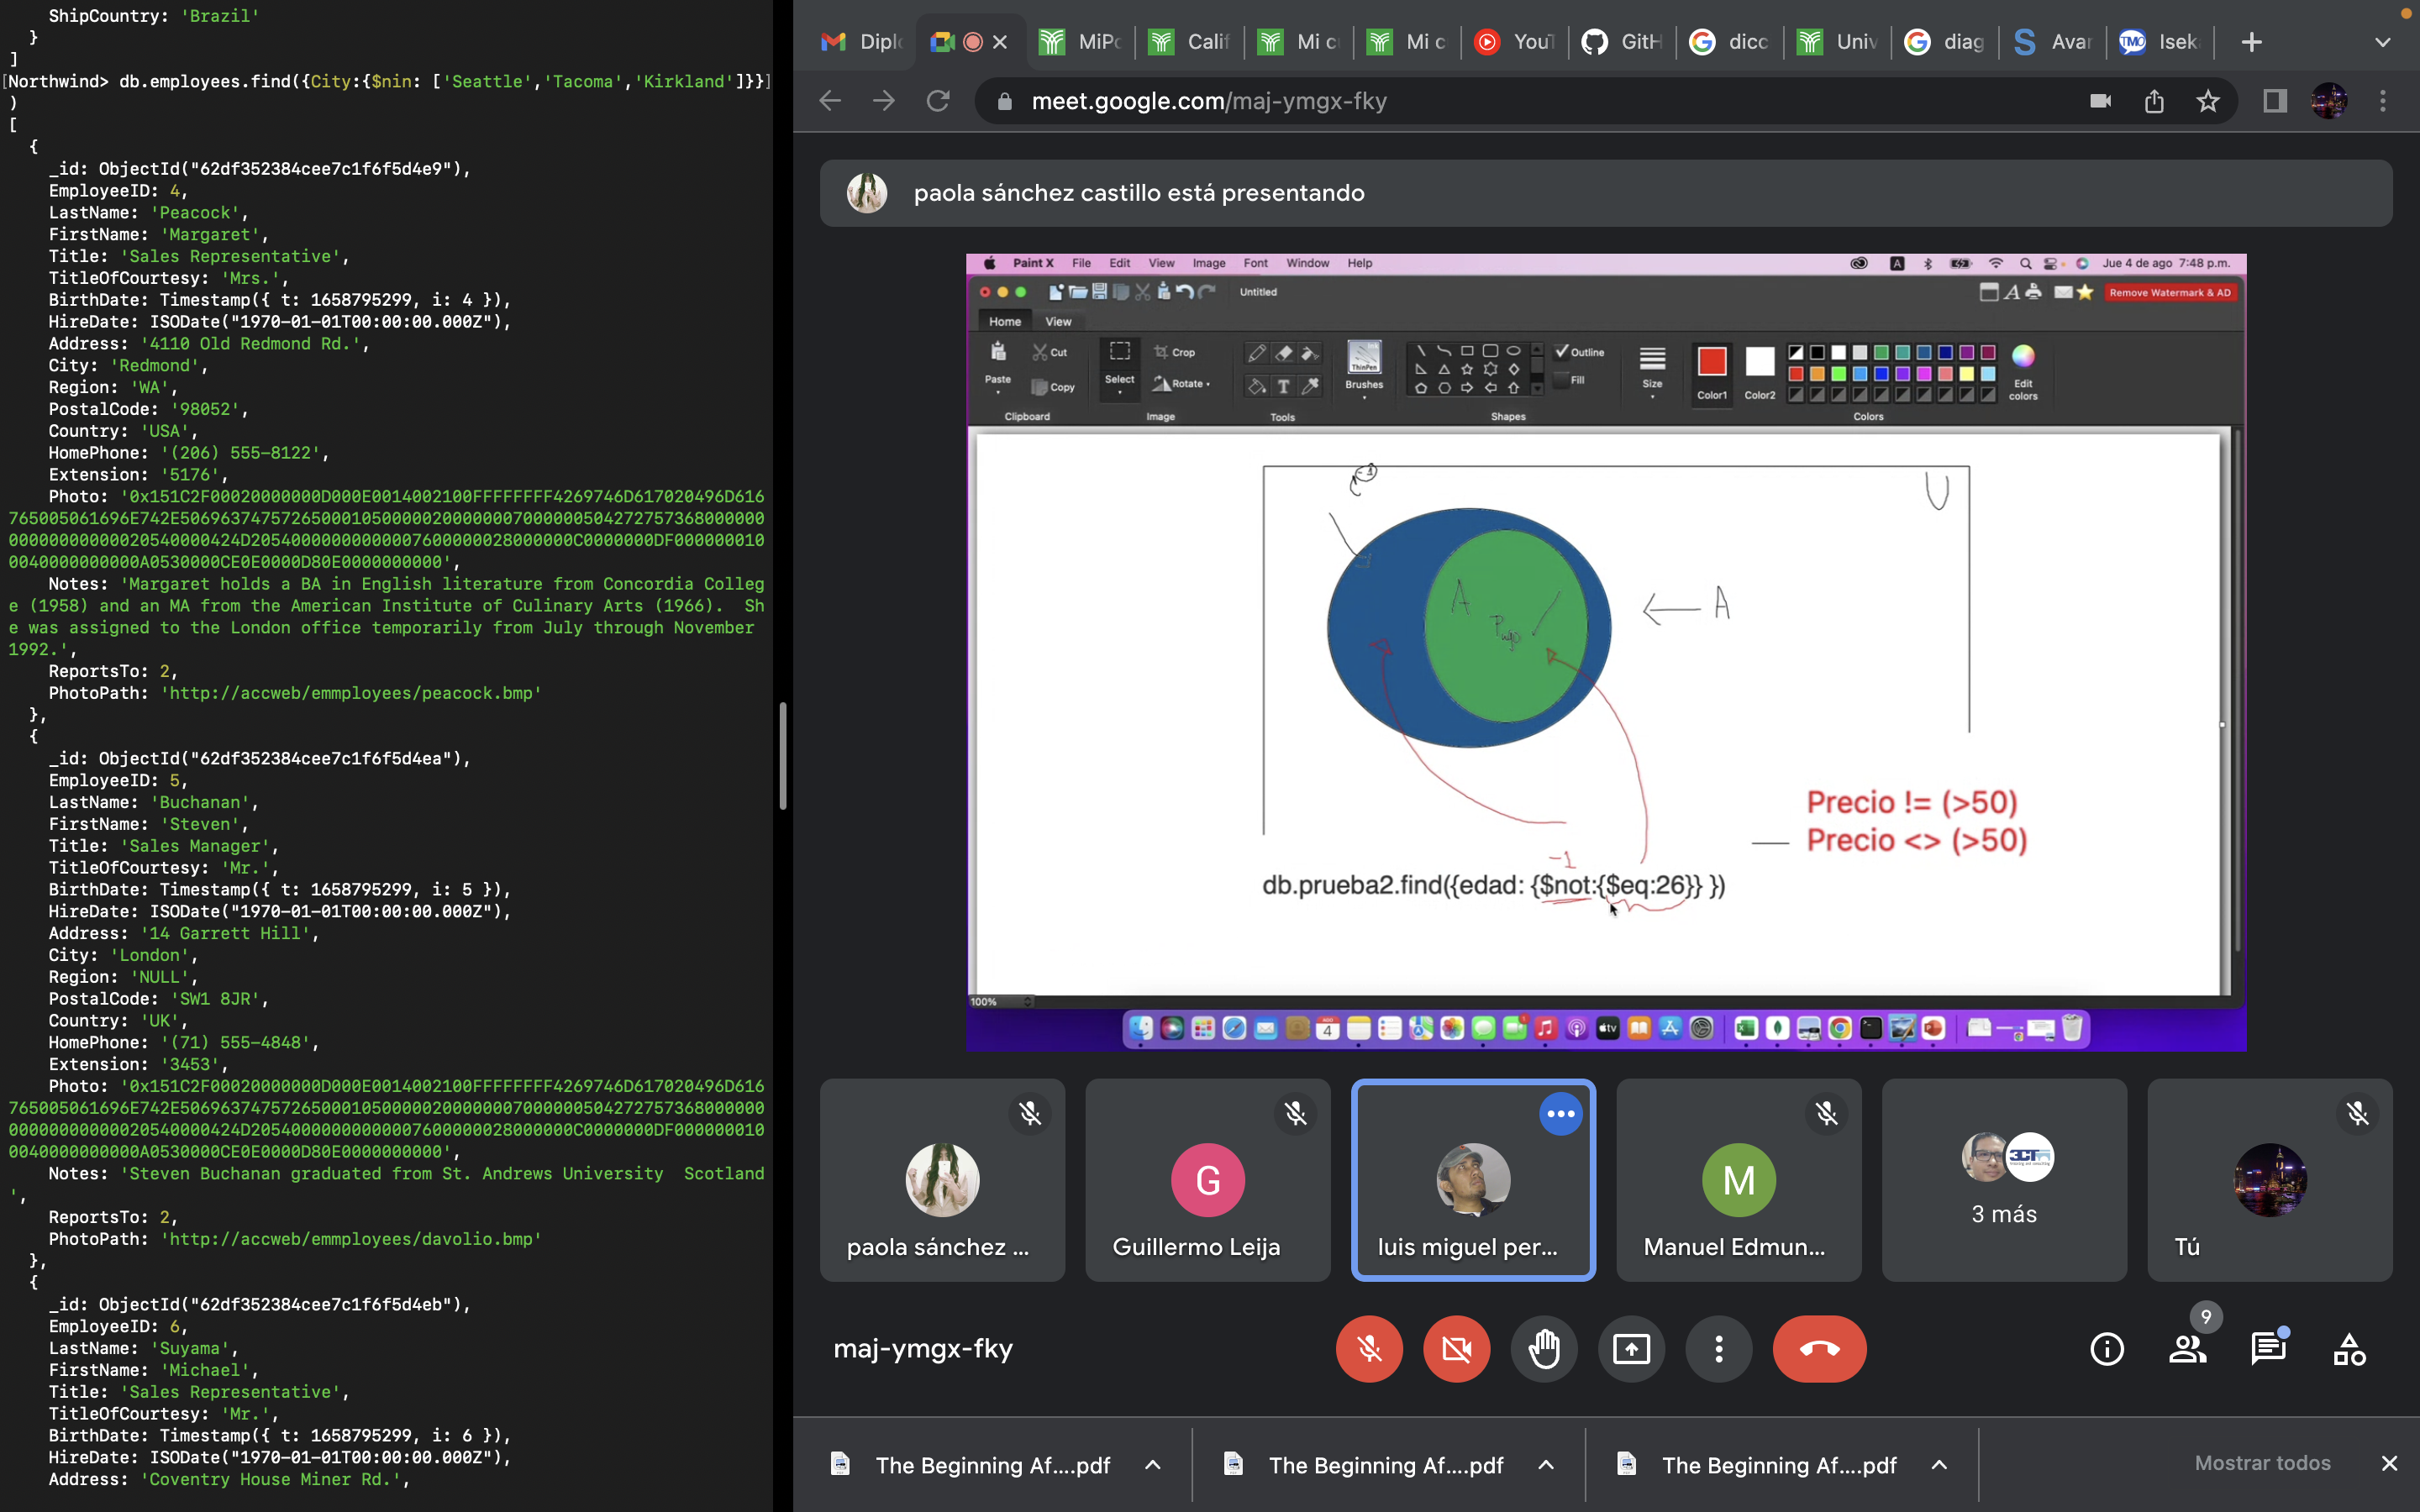 ShipCountry: 'Brazil'
}
]
[Northwind> db.employees.find({City:{$nin: ['Seattle','Tacoma','Kirkland']}}]
)
[
{
_id: ObjectId("62df352384cee7c1f6f5d4e9"),
EmployeeID: 4,
LastName: 'Peacock',
FirstName: 'Margaret',
Title: 'Sales Representative',
TitleOfCourtesy: 'Mrs.',
BirthDate: Timestamp({ t: 1658795299, i: 4 }),
HireDate: ISODate("1970-01-01T00:00:00.000Z"),
Address: '4110 Old Redmond Rd.',
City: 'Redmond',
Region: 'WA',
PostalCode: '98052',
Country: 'USA',
HomePhone: '(206) 555-8122',
Extension: '5176',
Notes: 'Margaret holds a BA in English literature from Concordia Colleg
e (1958) and an MA from the American Institute of Culinary Arts (1966).  Sh
e was assigned to the London office temporarily from July through November
1992.',
ReportsTo: 2,
PhotoPath: 'http://accweb/emmployees/peacock.bmp'
},
{
_id: ObjectId("62df352384cee7c1f6f5d4ea"),
EmployeeID: 5,
LastName: 'Buchanan',
FirstName: 'Steven',
Title: 'Sales Manager',
TitleOfCourtesy: 'Mr.',
BirthDate: Timestamp({ t: 1658795299, i: 5 }),
HireDate: ISODate("1970-01-01T00:00:00.000Z"),
Address: '14 Garrett Hill',
City: 'London',
Region: 'NULL',
PostalCode: 'SW1 8JR',
Country: 'UK',
HomePhone: '(71) 555-4848',
Extension: '3453',
Notes: 'Steven Buchanan graduated from St. Andrews University  Scotland
',
ReportsTo: 2,
PhotoPath: 'http://accweb/emmployees/davolio.bmp'
},
{
_id: ObjectId("62df352384cee7c1f6f5d4eb"),
EmployeeID: 6,
LastName: 'Suyama',
FirstName: 'Michael',
Title: 'Sales Representative',
TitleOfCourtesy: 'Mr.',
BirthDate: Timestamp({ t: 1658795299, i: 6 }),
HireDate: ISODate("1970-01-01T00:00:00.000Z"),
Address: 'Coventry House Miner Rd.',
Diplo MiPo Calif Mi c Mi c YouT GitH dicc Univ diag Avar Isek
meet.google.com/maj-ymgx-fky
paola sánchez castillo está presentando
Paint X File Edit View Image Font Window Help Jue 4 de ago 7:48 p.m.
Untitled Remove Watermark & AD
Home View
Paste Cut Copy Select Crop Rotate Brushes Outline Fill Size Color1 Color2 Edit colors
Clipboard Image Tools Shapes Colors
U
A
A
Precio != (>50)
Precio <> (>50)
-1
db.prueba2.find({edad: {$not:{$eq:26}} })
100%
paola sánchez ...
G
Guillermo Leija
luis miguel per...
M
Manuel Edmun...
3 más
Tú
maj-ymgx-fky
9
The Beginning Af....pdf
The Beginning Af....pdf
The Beginning Af....pdf
Mostrar todos